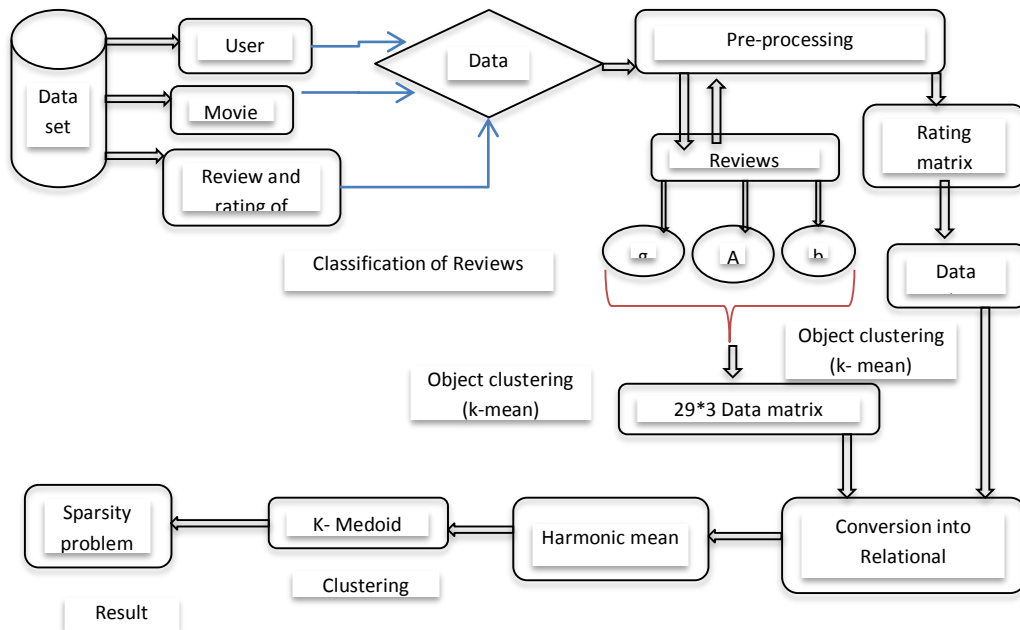 User
Pre-processing
Data
set
Data
Movie
Rating
matrix
Reviews
Review and
rating of
A
Classification of Reviews
Data
Object clustering
(k- mean)
Object clustering
(k-mean)
29*3 Data matrix
Sparsity
problem
K- Medoid
Harmonic mean
Conversion into
Relational
Clustering
Result